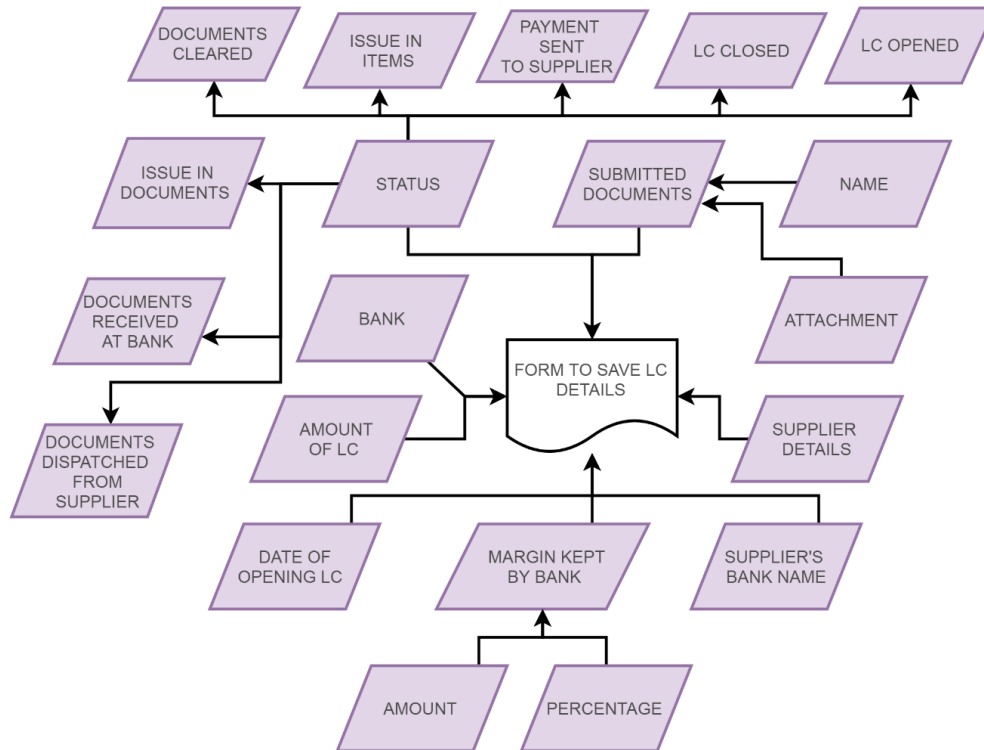 DOCUMENTS
CLEARED
ISSUE IN
ITEMS
PAYMENT
SENT
TO SUPPLIER
LC CLOSED
LC OPENED
ISSUE IN
DOCUMENTS
STATUS
SUBMITTED
DOCUMENTS
NAME
DOCUMENTS
RECEIVED
AT BANK
BANK
ATTACHMENT
FORM TO SAVE LC
DETAILS
DOCUMENTS
DISPATCHED
FROM
SUPPLIER
AMOUNT
OF LC
SUPPLIER
DETAILS
DATE OF
OPENING LC
MARGIN KEPT
BY BANK
SUPPLIER'S
BANK NAME
AMOUNT
PERCENTAGE